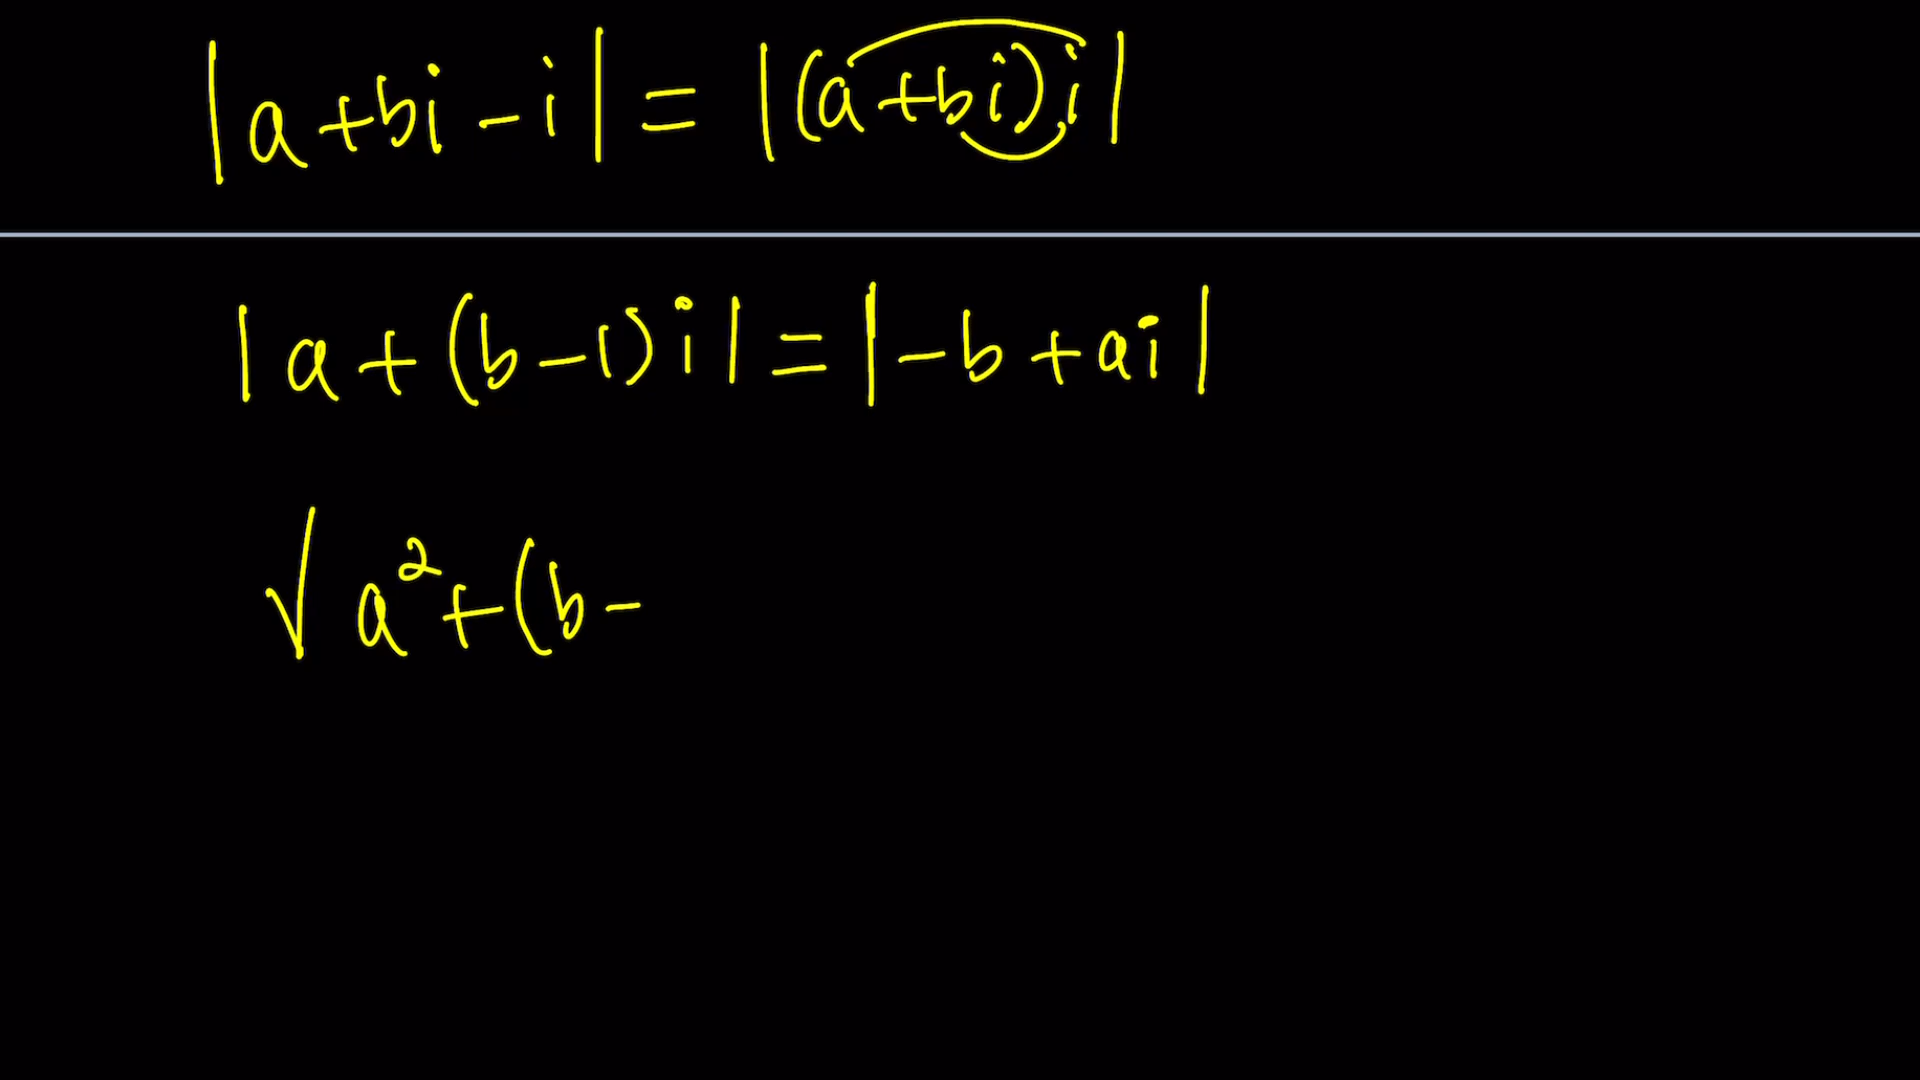 |a+bi-i| = |(a+bi)i|
|a+(b-1)i| = |-b+ai|
√a²+(b-